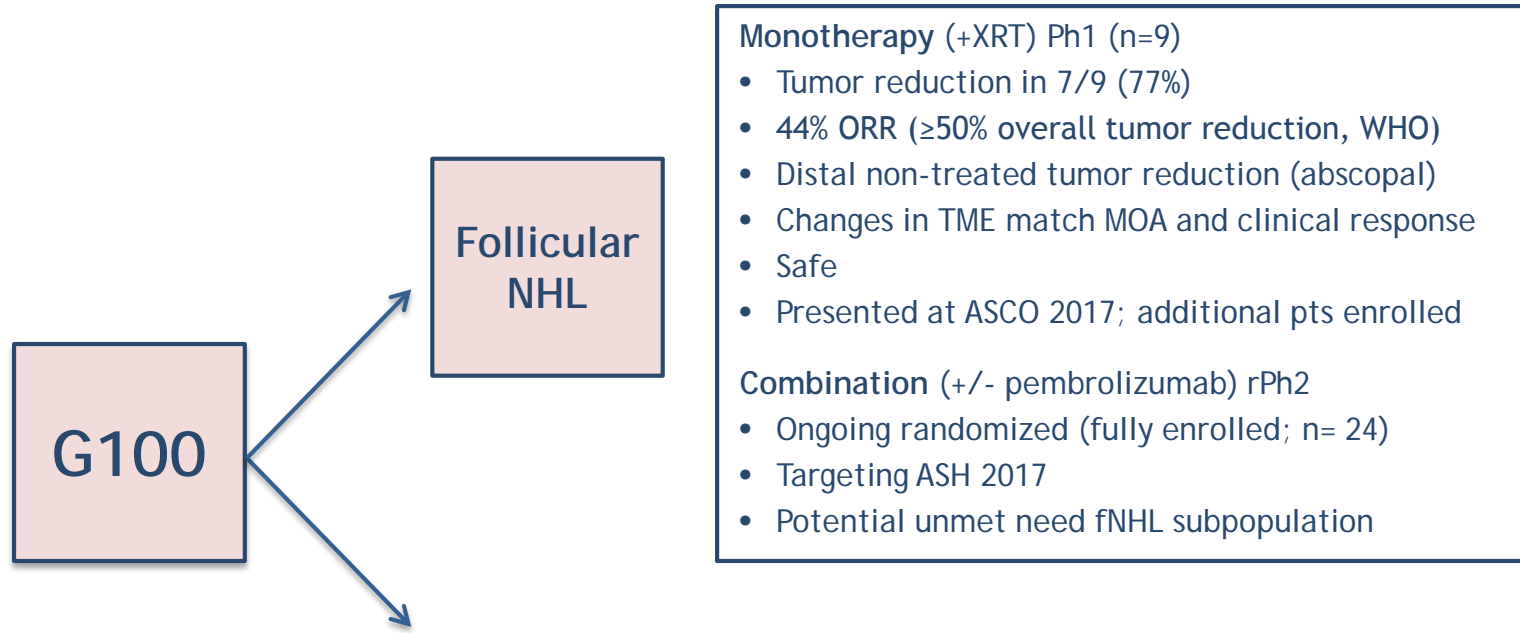 G100
Follicular
NHL
Monotherapy (+XRT) Ph1 (n=9)
• Tumor reduction in 7/9 (77%)
• 44% ORR (≥50% overall tumor reduction, WHO)
• Distal non-treated tumor reduction (abscopal)
• Changes in TME match MOA and clinical response
• Safe
• Presented at ASCO 2017; additional pts enrolled
Combination (+/- pembrolizumab) rPh2
• Ongoing randomized (fully enrolled; n= 24)
• Targeting ASH 2017
• Potential unmet need fNHL subpopulation